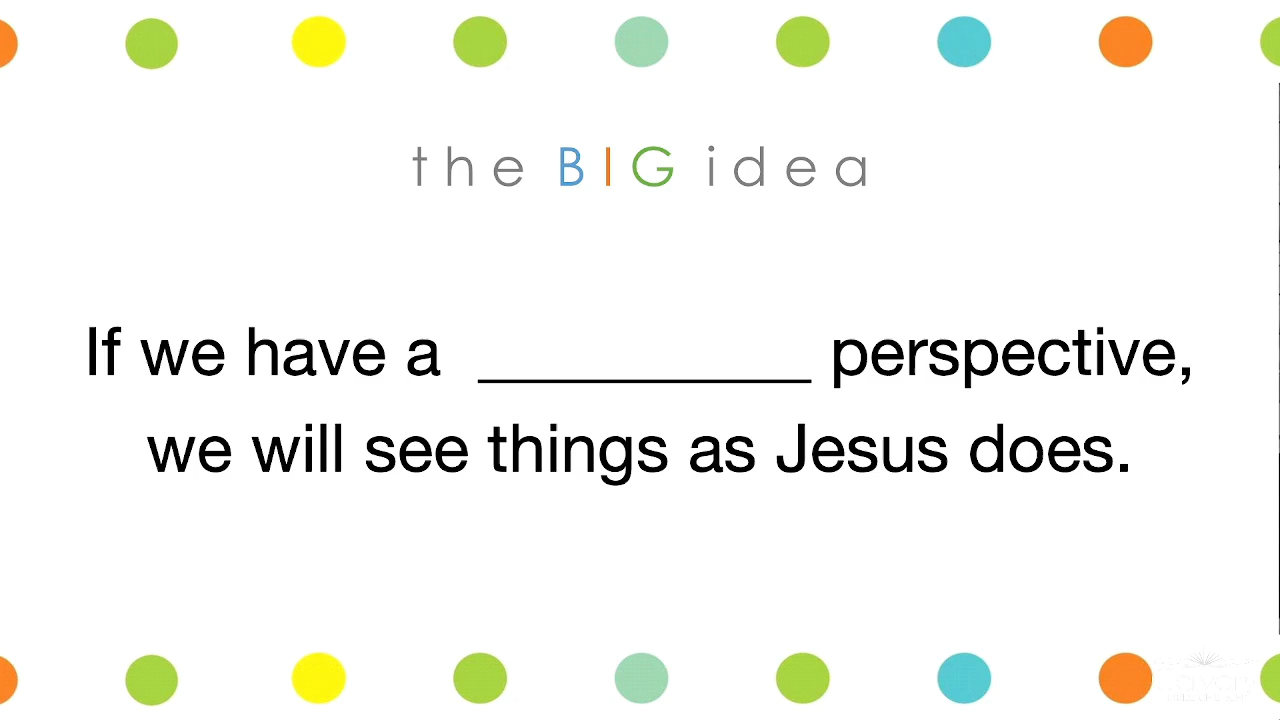 the BIG idea
If we have a __________ perspective,
we will see things as Jesus does.